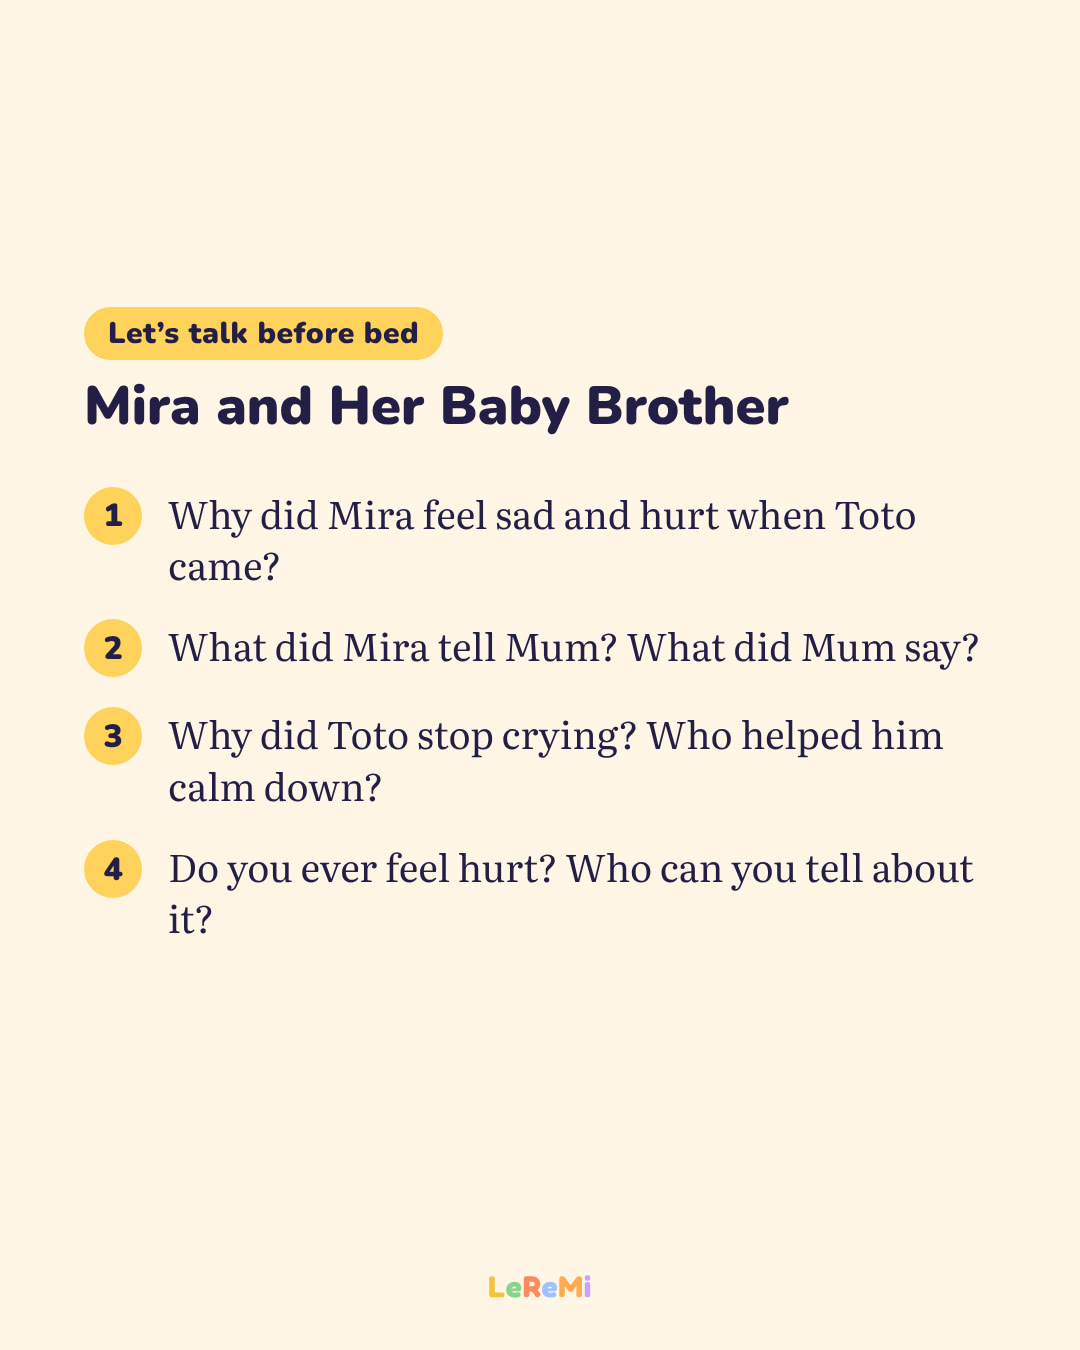 Let’s talk before bed
Mira and Her Baby Brother
1 Why did Mira feel sad and hurt when Toto
came?
2 What did Mira tell Mum? What did Mum say?
3 Why did Toto stop crying? Who helped him
calm down?
4 Do you ever feel hurt? Who can you tell about
it?
LeReMi